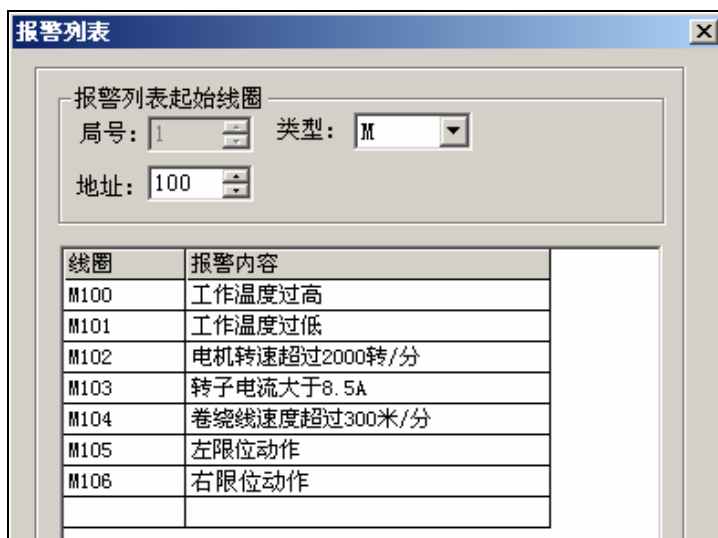 报警列表
报警列表起始线圈
局号: 1 类型: M
地址: 100
线圈 报警内容
M100 工作温度过高
M101 工作温度过低
M102 电机转速超过2000转/分
M103 转子电流大于8.5A
M104 卷绕线速度超过300米/分
M105 左限位动作
M106 右限位动作